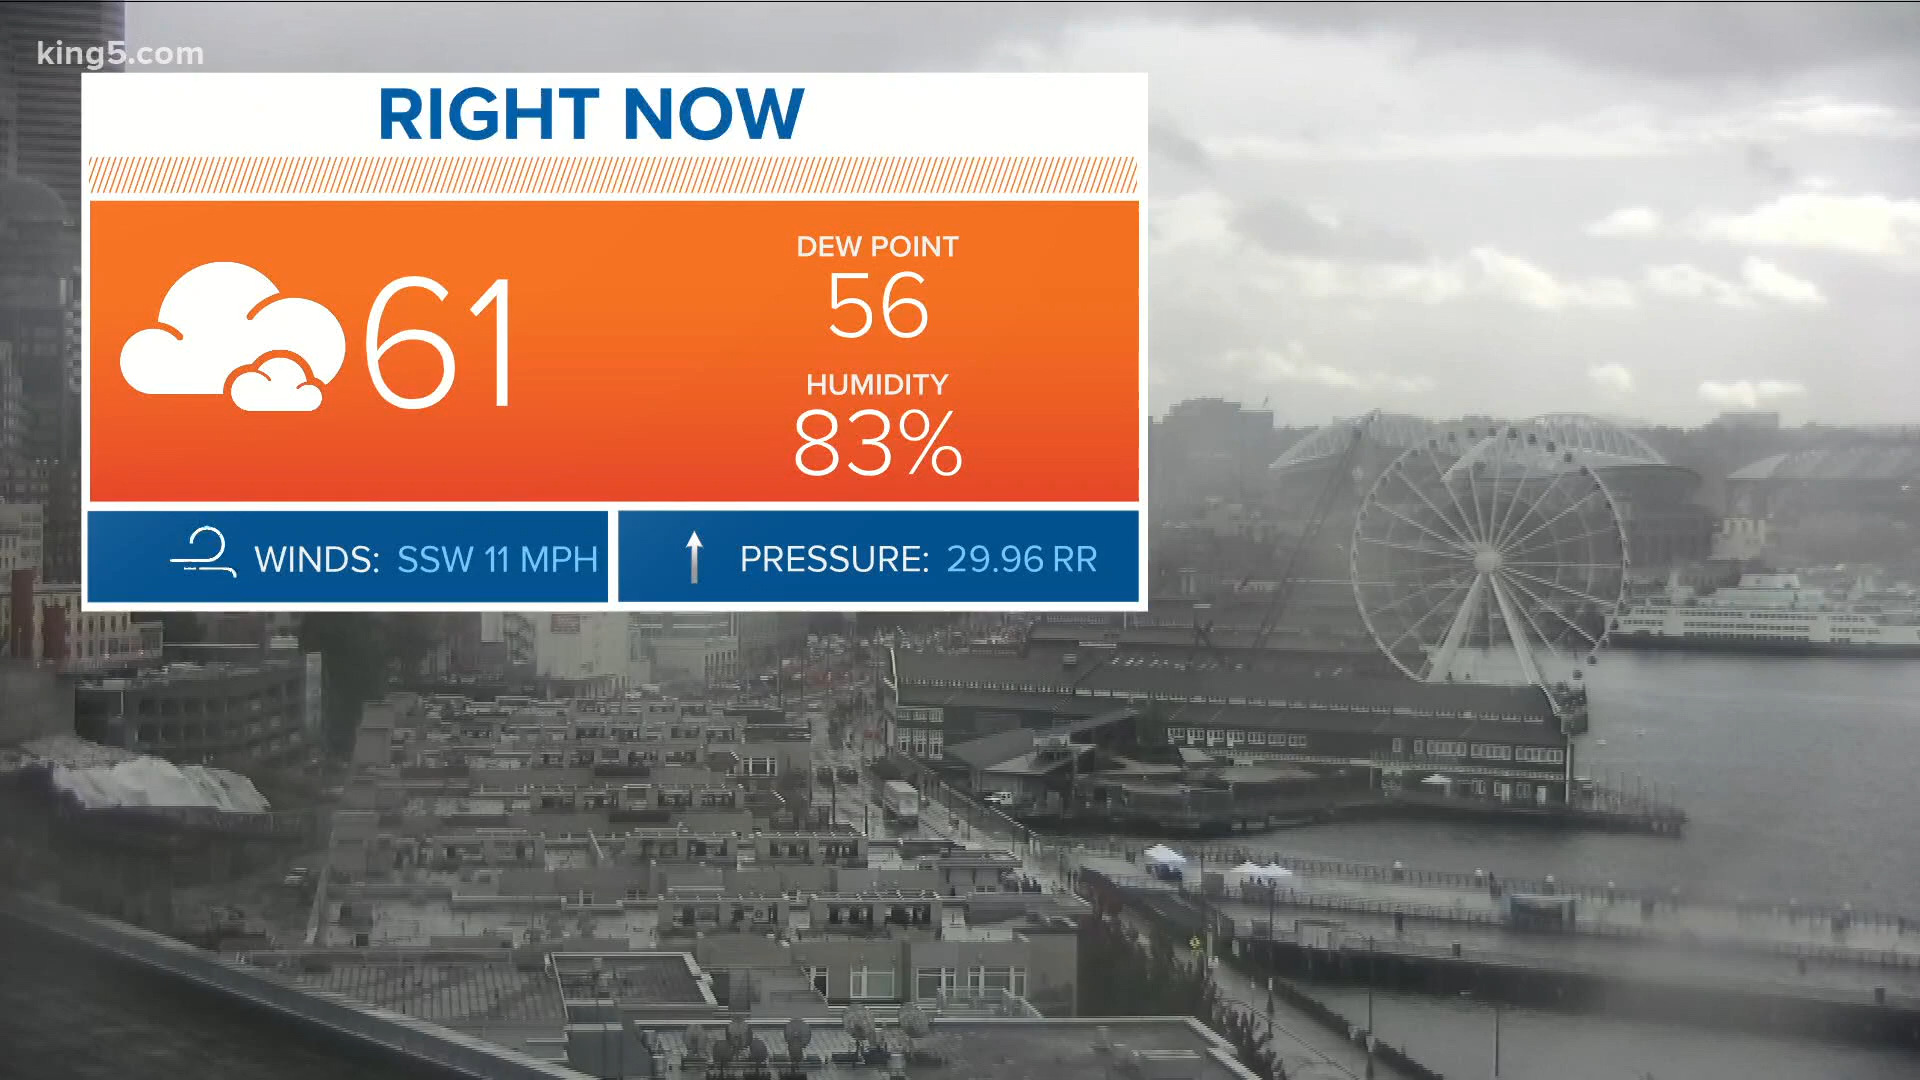 king5.com
RIGHT NOW
61
DEW POINT
56
HUMIDITY
83%
WINDS: SSW 11 MPH
PRESSURE: 29.96 RR